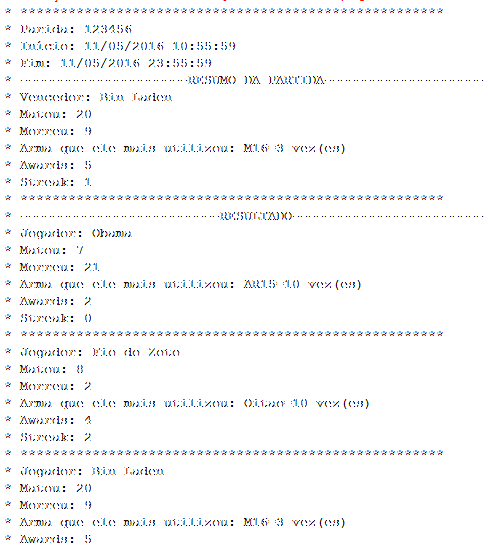 * *****************************************************
* Partida: 123456
* Inicio: 11/05/2016 10:55:59
* Fim: 11/05/2016 23:55:59
* ---------------------RESUMO DA PARTIDA--------------------
* Vencedor: Bin Laden
* Matou: 20
* Morreu: 9
* Arma que ele mais utilizou: M16-3 vez(es)
* Awards: 5
* Streak: 1
* *****************************************************
* -------------------------RESULTADO------------------------
* Jogador: Obama
* Matou: 7
* Morreu: 21
* Arma que ele mais utilizou: AR15-10 vez(es)
* Awards: 2
* Streak: 0
* *****************************************************
* Jogador: do
* Matou: 8
* Morreu: 2
* Arma que ele mais utilizou: Oitao-10 vez(es)
* Awards: 4
* Streak: 2
* *****************************************************
* Jogador: Bin Laden
* Matou: 20
* Morreu: 9
* Arma que ele mais utilizou: M16-3 vez(es)
* Awards: 5